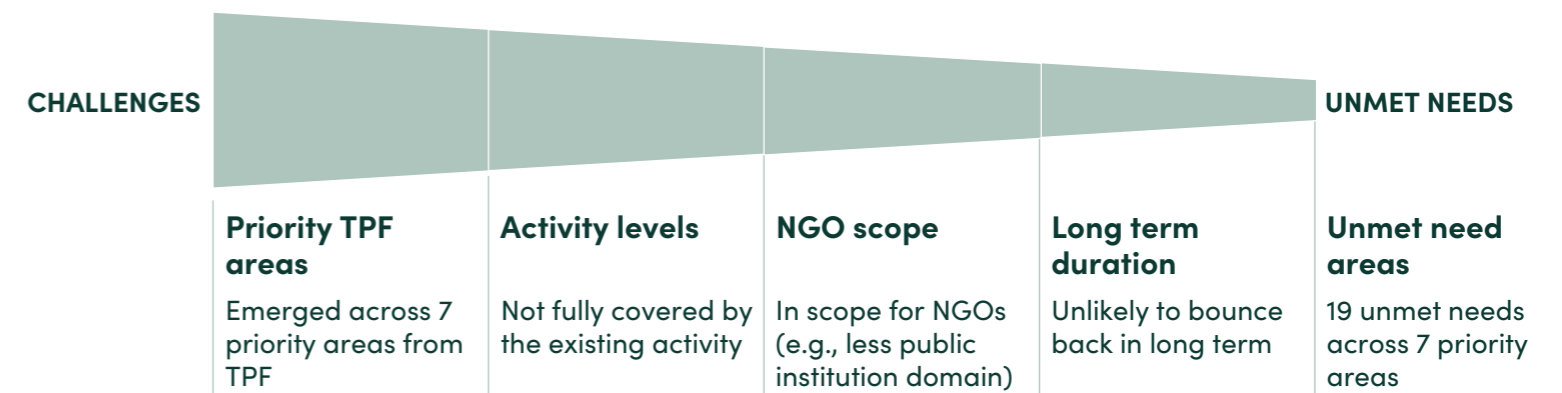 CHALLENGES
UNMET NEEDS
Priority TPF
areas
Emerged across 7
priority areas from
TPF
Activity levels
Not fully covered by
the existing activity
NGO scope
In scope for NGOs
(e.g., less public
institution domain)
Long term
duration
Unlikely to bounce
back in long term
Unmet need
areas
19 unmet needs
across 7 priority
areas